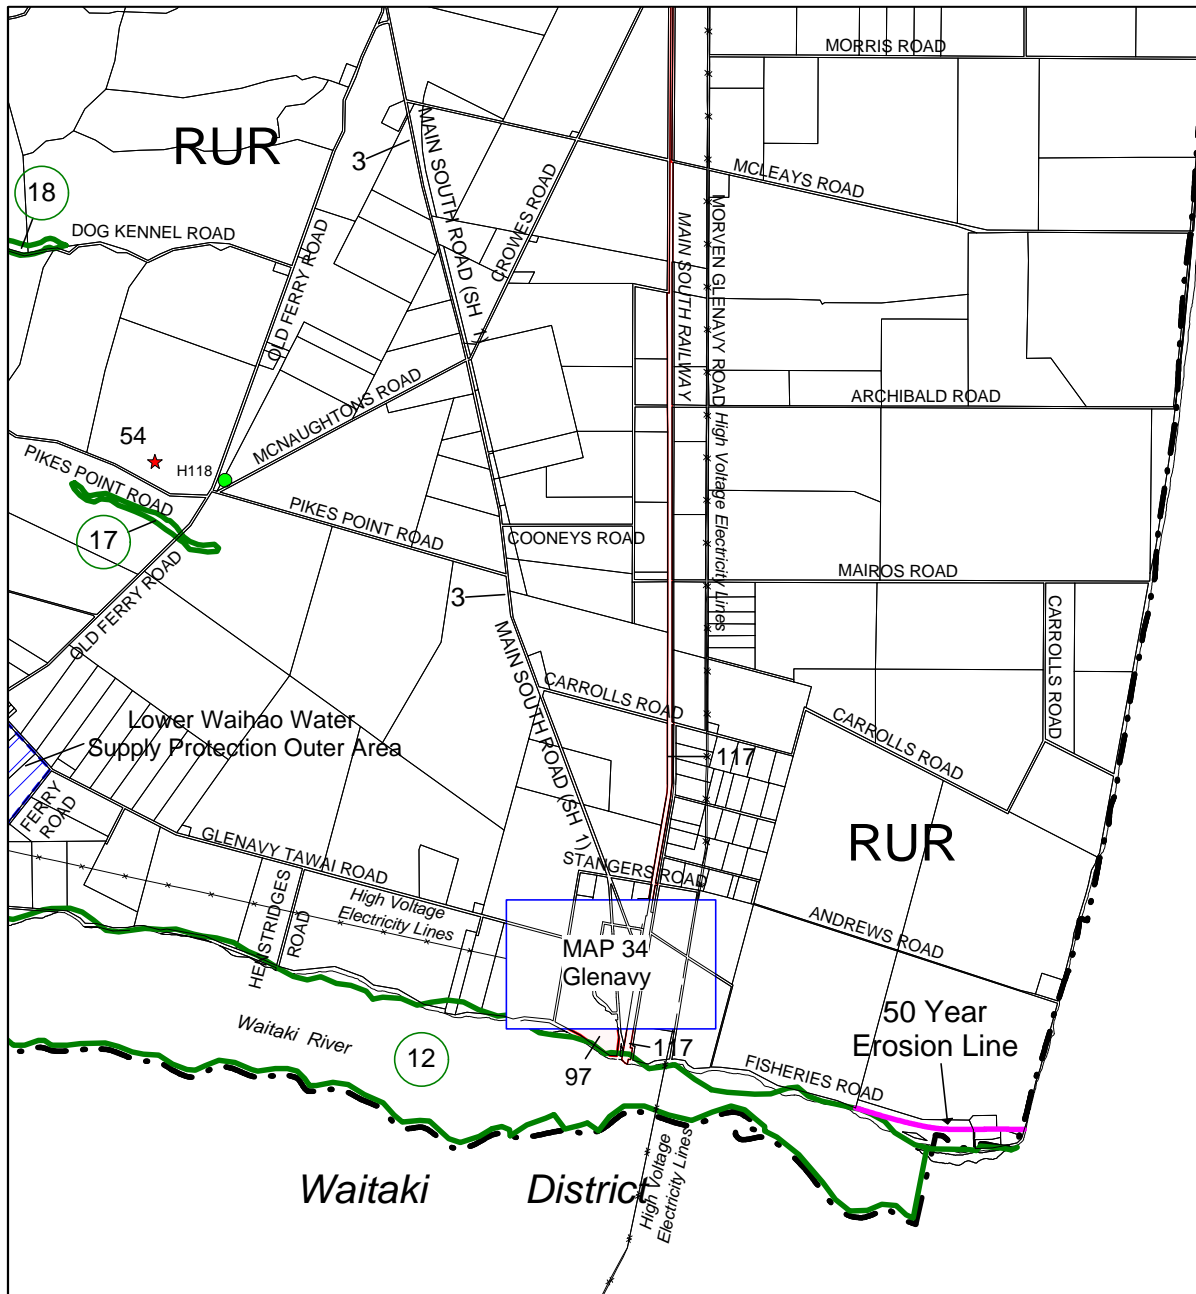 MORRIS ROAD
RUR
3
MAIN SOUTH ROAD (SH 1)
MCLEAYS ROAD
18
CROWES ROAD
DOG KENNEL ROAD
OLD FERRY ROAD
MAIN SOUTH RAILWAY
MORVEN GLENAVY ROAD
High Voltage Electricity Lines
ARCHIBALD ROAD
MCNAUGHTONS ROAD
54
H118
PIKES POINT ROAD
17
PIKES POINT ROAD
COONEYS ROAD
MAIROS ROAD
3
OLD FERRY ROAD
CARROLLS ROAD
MAIN SOUTH ROAD (SH 1)
CARROLLS ROAD
CARROLLS ROAD
Lower Waihao Water
Supply Protection Outer Area
117
FERRY
ROAD
RUR
GLENAVY TAWAI ROAD
STANGERS ROAD
High Voltage
Electricity Lines
HENSTRIDGES
ROAD
ANDREWS ROAD
MAP 34
Glenavy
50 Year
Erosion Line
Waitaki River
12
117
97
FISHERIES ROAD
High Voltage
Electricity Lines
Waitaki District